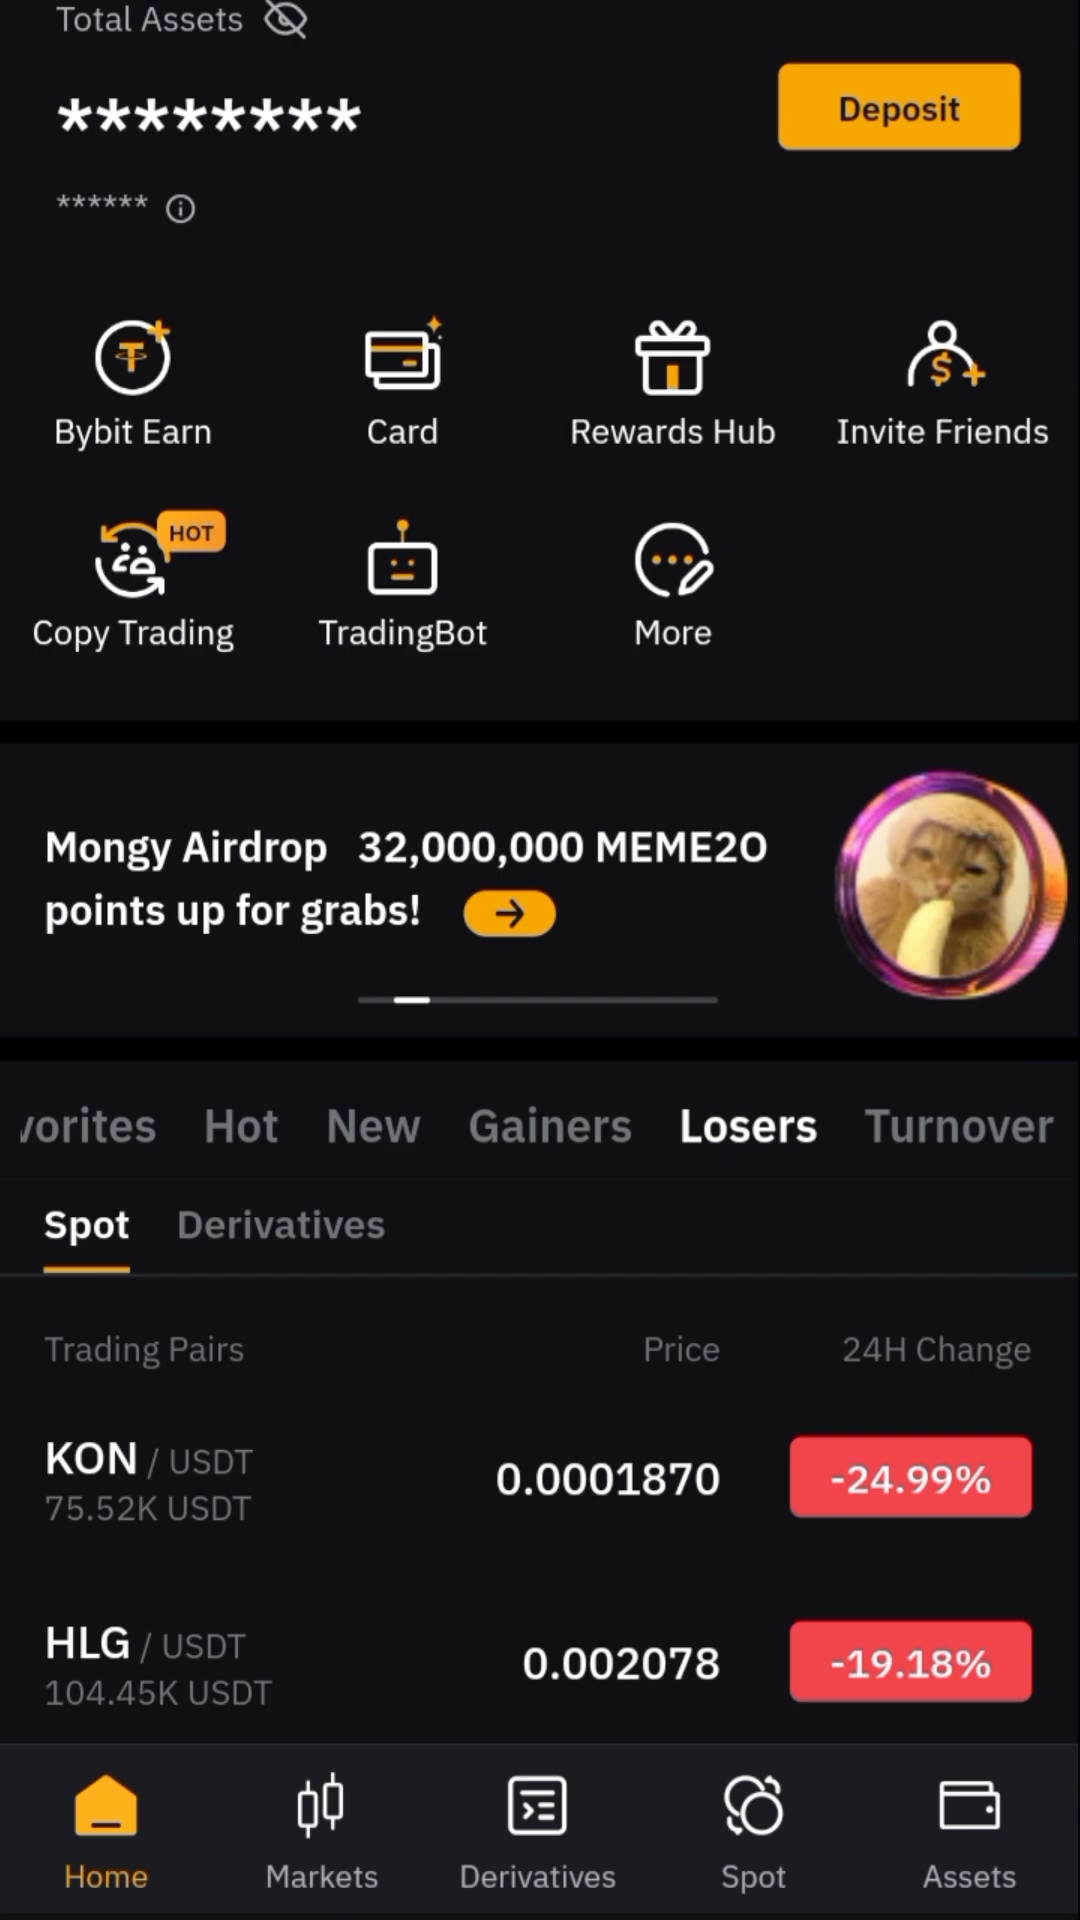 Total Assets
********
Deposit
******
Bybit Earn
Card
Rewards Hub
Invite Friends
HOT
Copy Trading
TradingBot
More
Mongy Airdrop 32,000,000 MEME2O
points up for grabs!
vorites Hot New Gainers Losers Turnover
Spot Derivatives
Trading Pairs Price 24H Change
KON / USDT
75.52K USDT
0.0001870
-24.99%
HLG / USDT
104.45K USDT
0.002078
-19.18%
Home Markets Derivatives Spot Assets